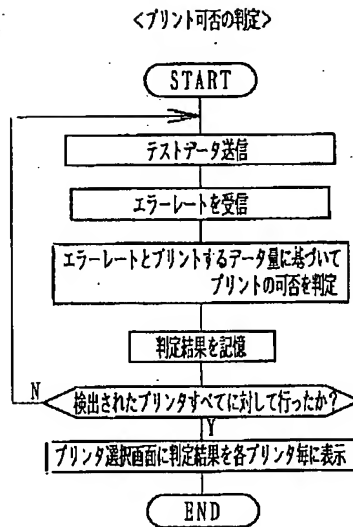 <プリント可否の判定>
START
テストデータ送信
エラーレートを受信
エラーレートとプリントするデータ量に基づいて
プリントの可否を判定
判定結果を記憶
N
検出されたプリンタすべてに対して行ったか?
Y
プリンタ選択画面に判定結果を各プリンタ毎に表示
END